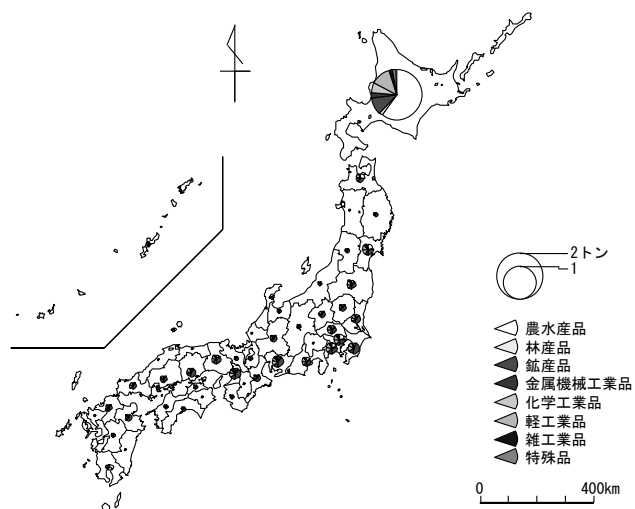 2トン
1
農水産品
林産品
鉱産品
金属機械工業品
化学工業品
軽工業品
雑工業品
特殊品
0 400km